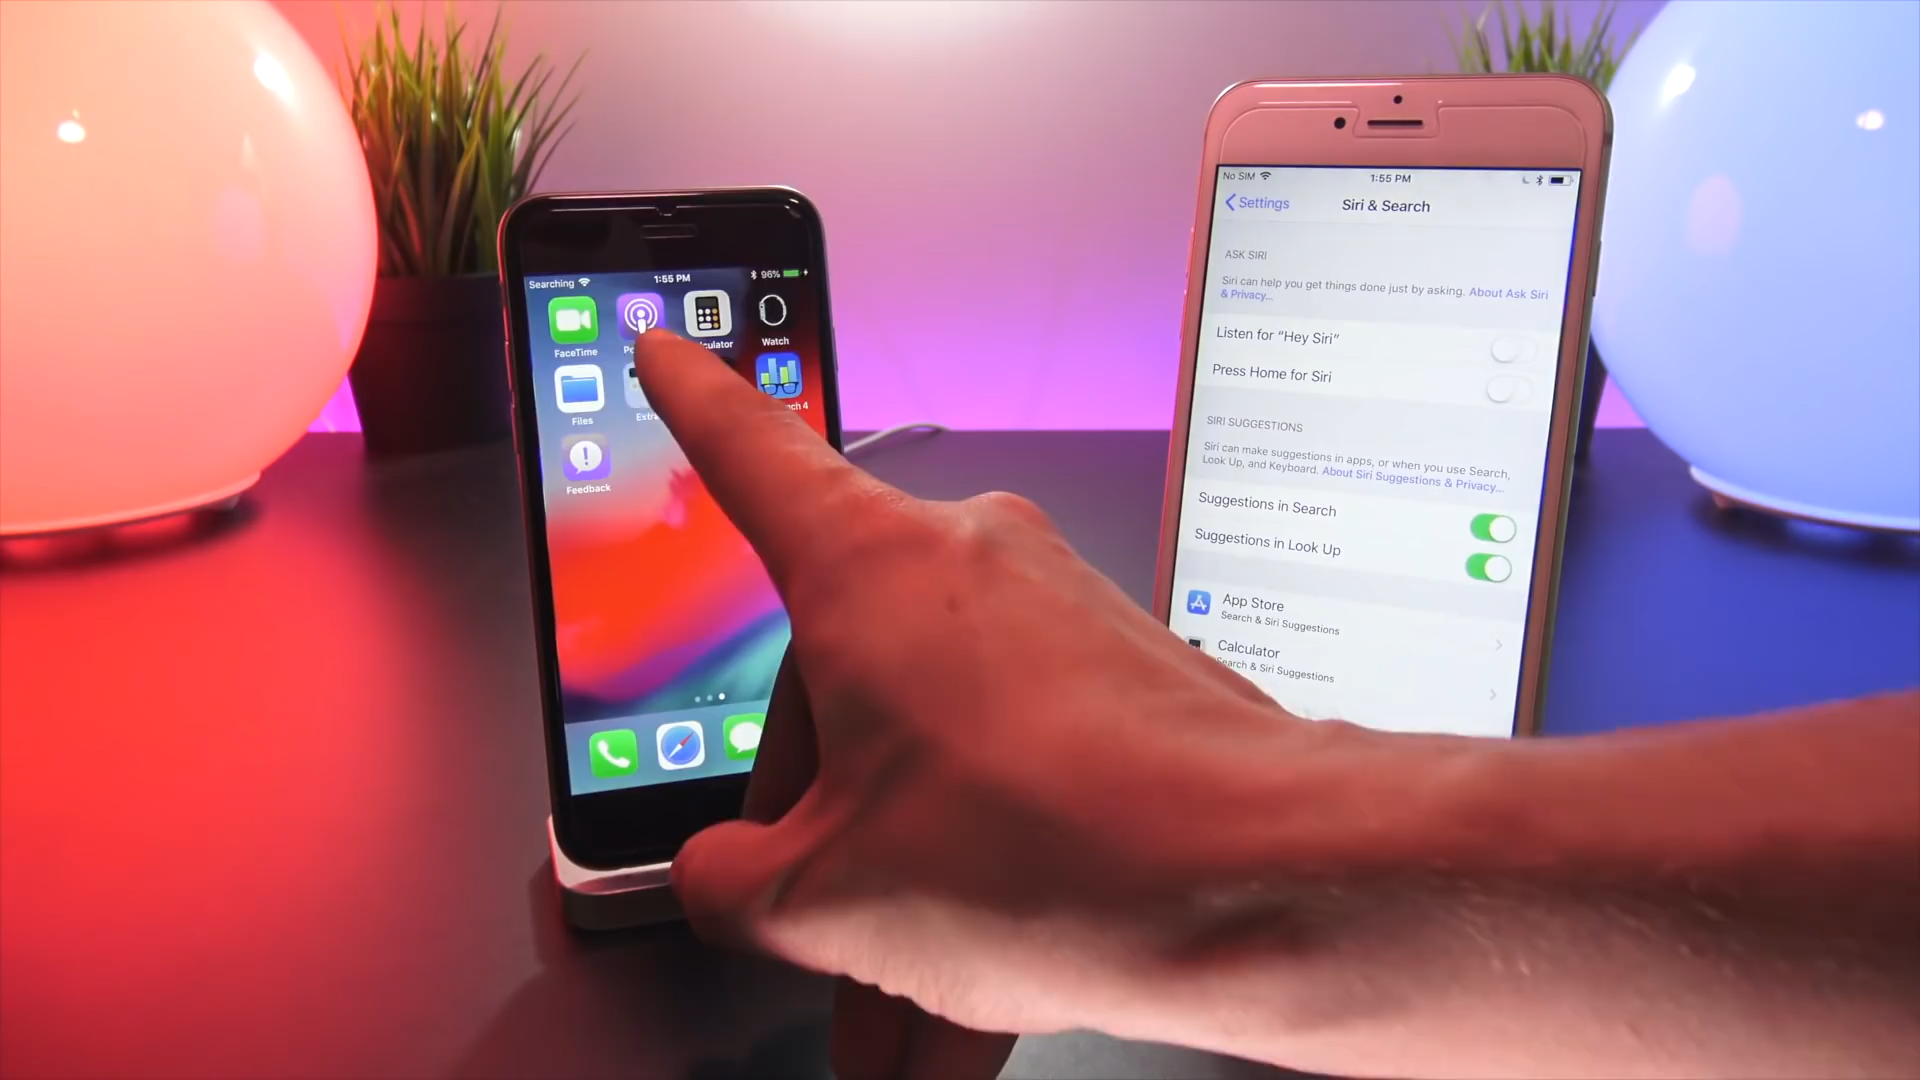 Searching
1:55 PM
96%
FaceTime
Watch
Files
Feedback
No SIM
1:55 PM
Settings
Siri & Search
ASK SIRI
Siri can help you get things done just by asking. About Ask Siri
& Privacy...
Listen for “Hey Siri”
Press Home for Siri
SIRI SUGGESTIONS
Siri can make suggestions in apps, or when you use Search,
Look Up, and Keyboard. About Siri Suggestions & Privacy...
Suggestions in Search
Suggestions in Look Up
App Store
Search & Siri Suggestions
Calculator
Search & Siri Suggestions